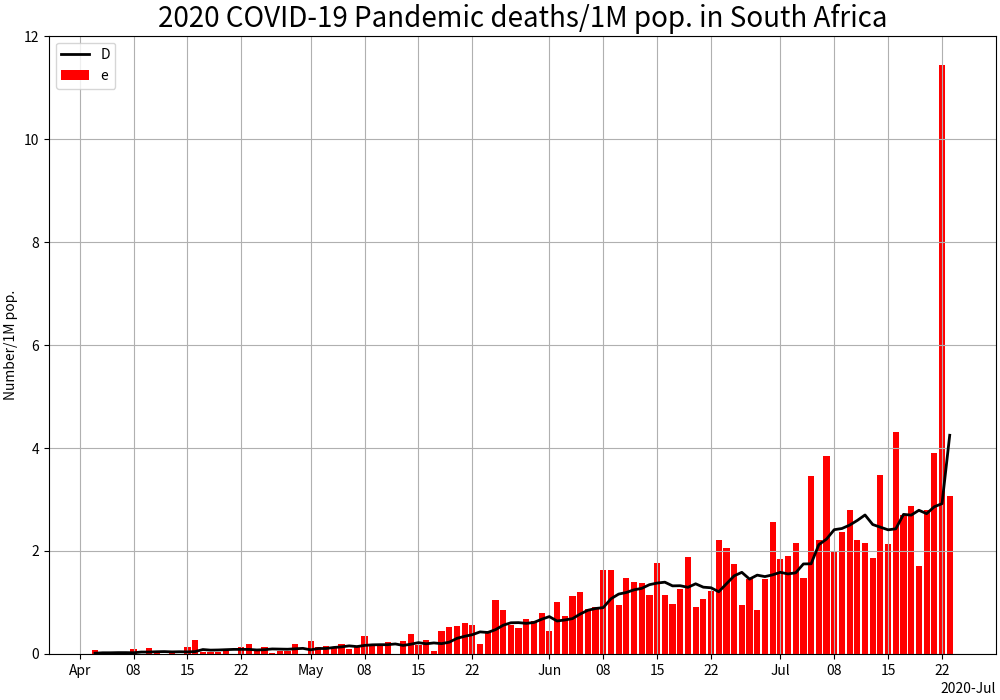 2020 COVID-19 Pandemic deaths/1M pop. in South Africa
D
e
Number/1M pop.
12
10
8
6
4
2
0
Apr 08 15 22 May 08 15 22 Jun 08 15 22 Jul 08 15 22
2020-Jul